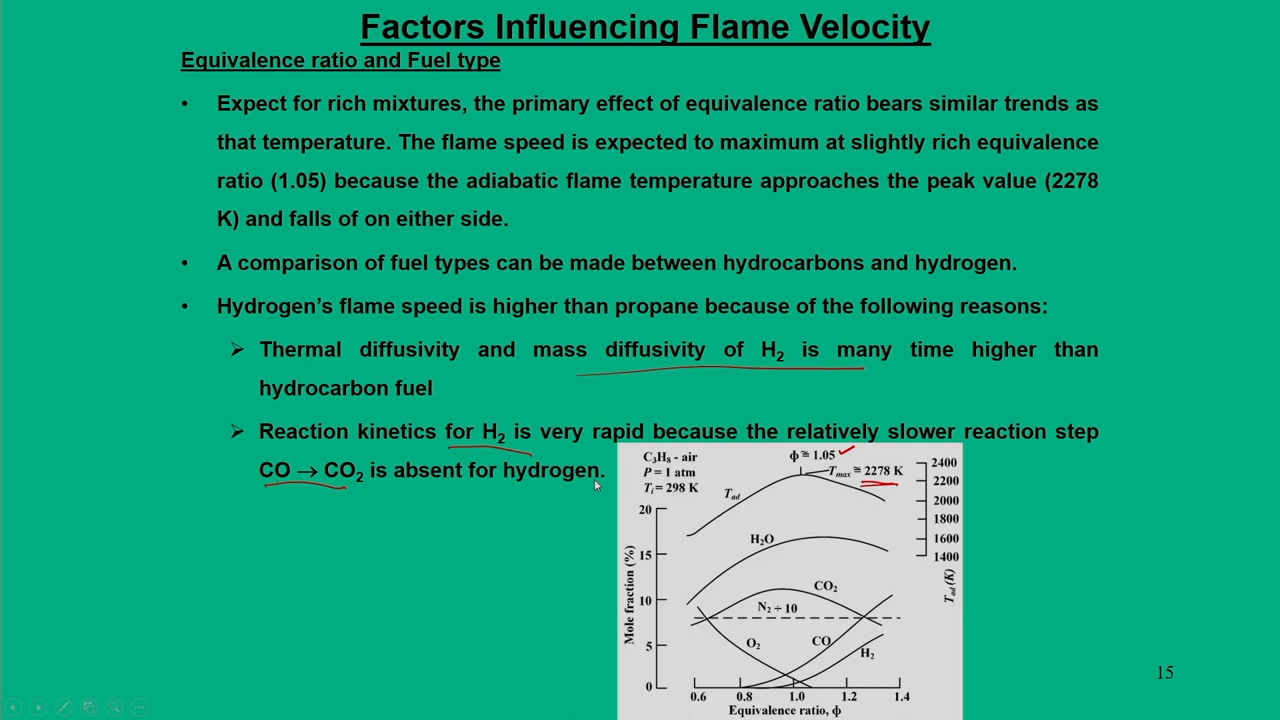 Factors Influencing Flame Velocity
Equivalence ratio and Fuel type
• Expect for rich mixtures, the primary effect of equivalence ratio bears similar trends as
that temperature. The flame speed is expected to maximum at slightly rich equivalence
ratio (1.05) because the adiabatic flame temperature approaches the peak value (2278
K) and falls of on either side.
• A comparison of fuel types can be made between hydrocarbons and hydrogen.
• Hydrogen's flame speed is higher than propane because of the following reasons:
➢ Thermal diffusivity and mass diffusivity of H₂ is many time higher than
hydrocarbon fuel
➢ Reaction kinetics for H₂ is very rapid because the relatively slower reaction step
CO → CO₂ is absent for hydrogen.
C₃H₈ - air
P = 1 atm
Tᵢ = 298 K
ϕ ≅ 1.05
Tmax ≅ 2278 K
Tad
H₂O
CO₂
N₂ ÷ 10
O₂
CO
H₂
20
15
10
5
0
Mole fraction (%)
2400
2200
2000
1800
1600
1400
Tad (K)
0.6 0.8 1.0 1.2 1.4
Equivalence ratio, ϕ
15